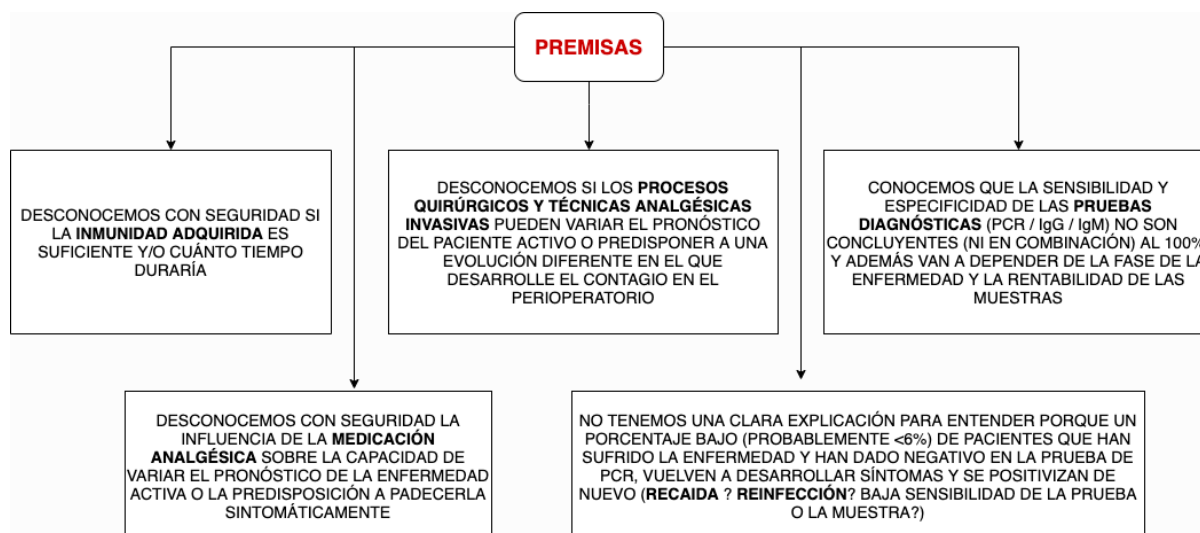 PREMISAS
DESCONOCEMOS CON SEGURIDAD SI
LA INMUNIDAD ADQUIRIDA ES
SUFICIENTE Y/O CUÁNTO TIEMPO
DURARÍA
DESCONOCEMOS SI LOS PROCESOS
QUIRÚRGICOS Y TÉCNICAS ANALGÉSICAS
INVASIVAS PUEDEN VARIAR EL PRONÓSTICO
DEL PACIENTE ACTIVO O PREDISPONER A UNA
EVOLUCIÓN DIFERENTE EN EL QUE
DESARROLLE EL CONTAGIO EN EL
PERIOPERATORIO
CONOCEMOS QUE LA SENSIBILIDAD Y
ESPECIFICIDAD DE LAS PRUEBAS
DIAGNÓSTICAS (PCR / IgG / IgM) NO SON
CONCLUYENTES (NI EN COMBINACIÓN) AL 100%
Y ADEMÁS VAN A DEPENDER DE LA FASE DE LA
ENFERMEDAD Y LA RENTABILIDAD DE LAS
MUESTRAS
DESCONOCEMOS CON SEGURIDAD LA
INFLUENCIA DE LA MEDICACIÓN
ANALGÉSICA SOBRE LA CAPACIDAD DE
VARIAR EL PRONÓSTICO DE LA ENFERMEDAD
ACTIVA O LA PREDISPOSICIÓN A PADECERLA
SINTOMÁTICAMENTE
NO TENEMOS UNA CLARA EXPLICACIÓN PARA ENTENDER PORQUE UN
PORCENTAJE BAJO (PROBABLEMENTE <6%) DE PACIENTES QUE HAN
SUFRIDO LA ENFERMEDAD Y HAN DADO NEGATIVO EN LA PRUEBA DE
PCR, VUELVEN A DESARROLLAR SÍNTOMAS Y SE POSITIVIZAN DE
NUEVO (RECAIDA ? REINFECCIÓN? BAJA SENSIBILIDAD DE LA PRUEBA
O LA MUESTRA?)